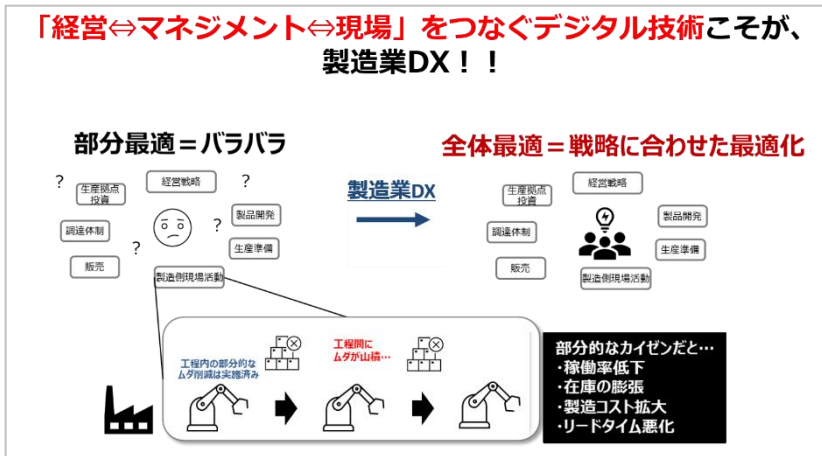 「経営⇔マネジメント⇔現場」をつなぐデジタル技術こそが、
製造業DX！！
部分最適＝バラバラ
?
経営戦略
?
生産拠点
投資
?
製品開発
調達体制
?
生産準備
販売
製造側現場活動
製造業DX
全体最適＝戦略に合わせた最適化
経営戦略
生産拠点
投資
製品開発
調達体制
生産準備
販売
製造側現場活動
工程内の部分的な
ムダ削減は実施済み
工程間に
ムダが山積…
部分的なカイゼンだと…
・稼働率低下
・在庫の膨張
・製造コスト拡大
・リードタイム悪化